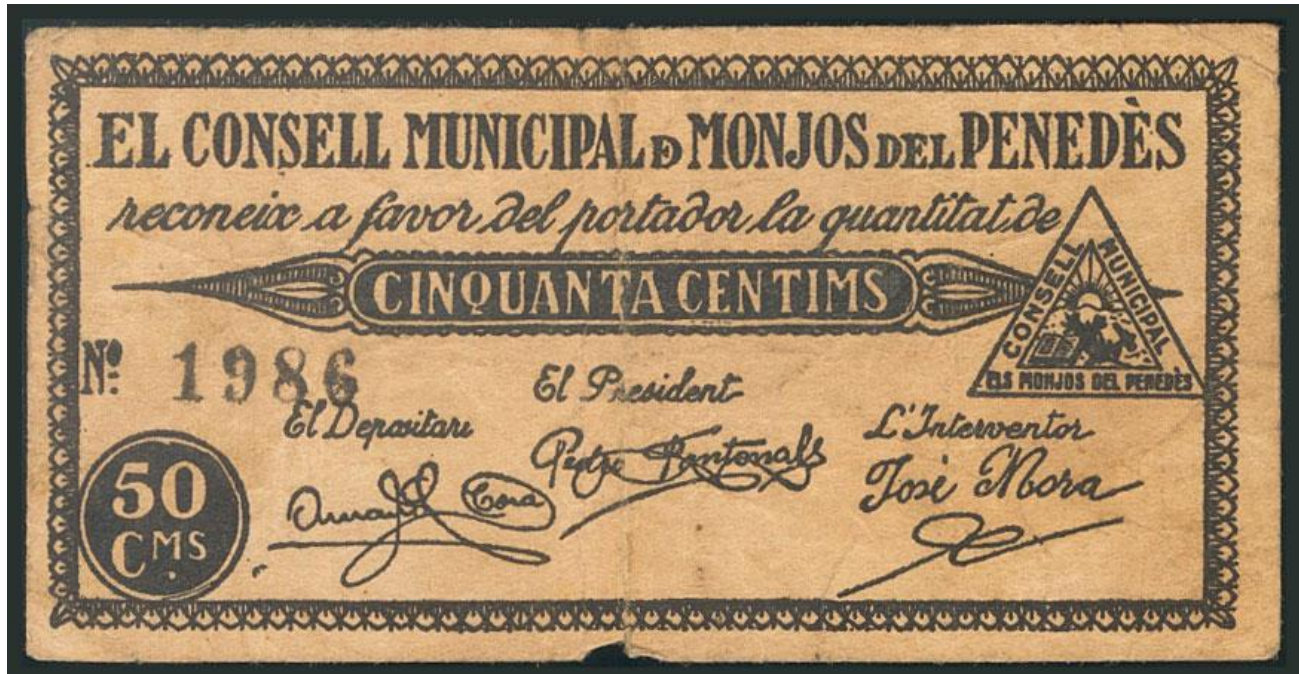 EL CONSELL MUNICIPAL DE MONJOS DEL PENEDÈS
reconeix a favor del portador la quantitat de
CINQUANTA CENTIMS
CONSELL MUNICIPAL
ELS MONJOS DEL PENEDÈS
Nº 1986
El President
El Depositari
L'Interventor
José Mora
50
CMS